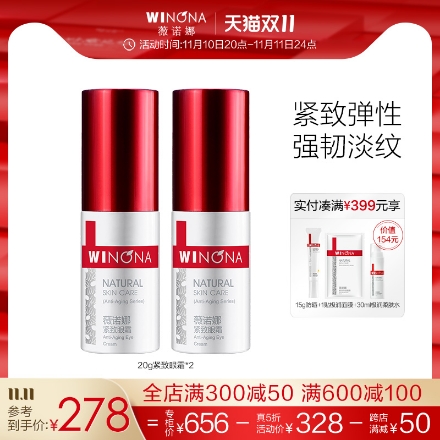 WINONA
薇诺娜
天猫双11
活动时间:11月10日20点-11月11日24点
紧致弹性
强韧淡纹
WINONA
NATURAL
SKIN CARE
(Anti-Aging Series)
薇诺娜
紧致眼霜
Anti-Aging Eye
Cream
WINONA
NATURAL
SKIN CARE
(Anti-Aging Series)
薇诺娜
紧致眼霜
Anti-Aging Eye
Cream
20g紧致眼霜*2
实付凑满¥399元享
价值
154元
11.11
参考
到手价:¥278
全店满300减50 满600减100
=专柜价¥656-真5折活动价¥328-跨店满减50